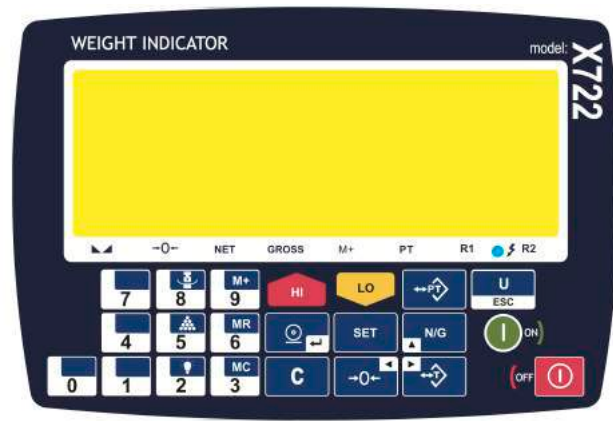 WEIGHT INDICATOR
model:
X722
→0← NET GROSS M+ PT R1 R2
7 8 9 M+ HI LO ↔PT U ESC
4 5 6 MR SET N/G ON
0 1 2 3 MC C →0← ↔T OFF